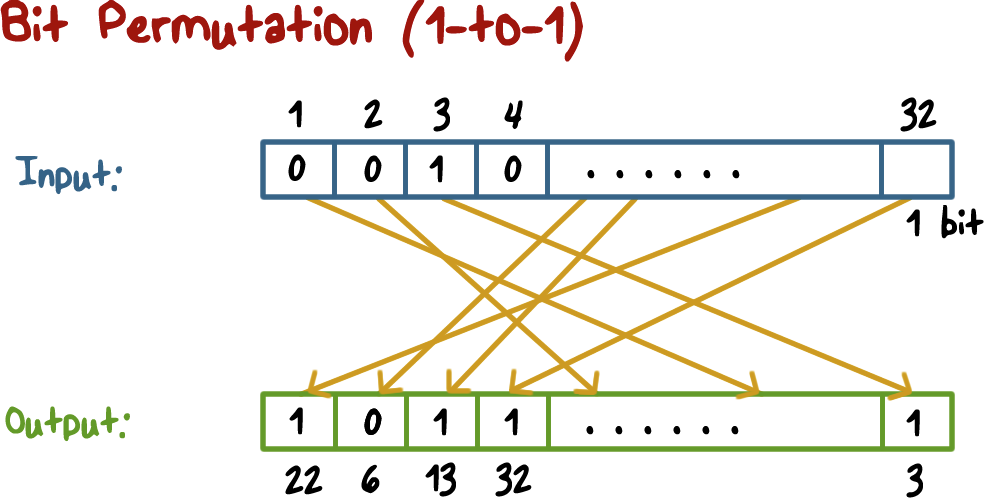 Bit Permutation (1-to-1)
1 2 3 4 32
Input: 0 0 1 0 ......
1 bit
Output: 1 0 1 1 ...... 1
22 6 13 32 3